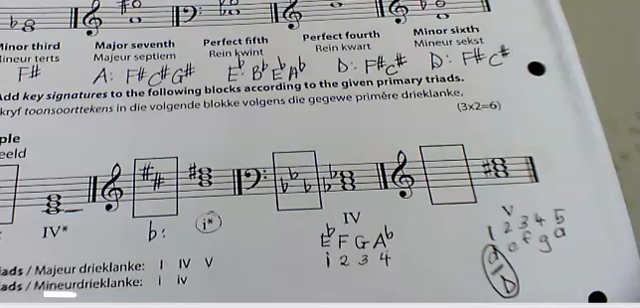 Minor third Major seventh Perfect fifth Perfect fourth Minor sixth
Mineur terts Majeur septiem Rein kwint Rein kwart Mineur sekst
F# A: F# C# G# E♭: B♭ E♭ A♭ D: F# C# D: F# C#
Add key signatures to the following blocks according to the given primary triads.
skryf toonsoorttekens in die volgende blokke volgens die gegewe primêre drieklanke.
(3x2=6)
ple
eeld
IV* b: i* IV V
E♭ F G A♭ 1 2 3 4 5
i 2 3 4 d e f g a
iads / Majeur drieklanke: I IV V
iads / Mineurdrieklanke: i iv